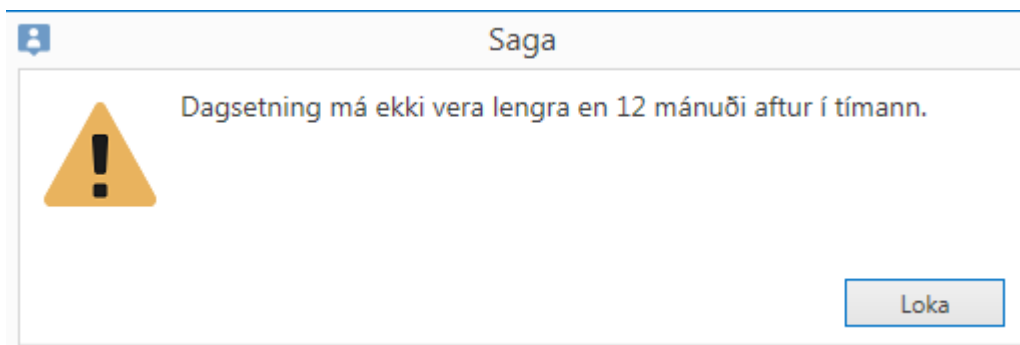 Saga
Dagsetning má ekki vera lengra en 12 mánuði aftur í tímann.
Loka